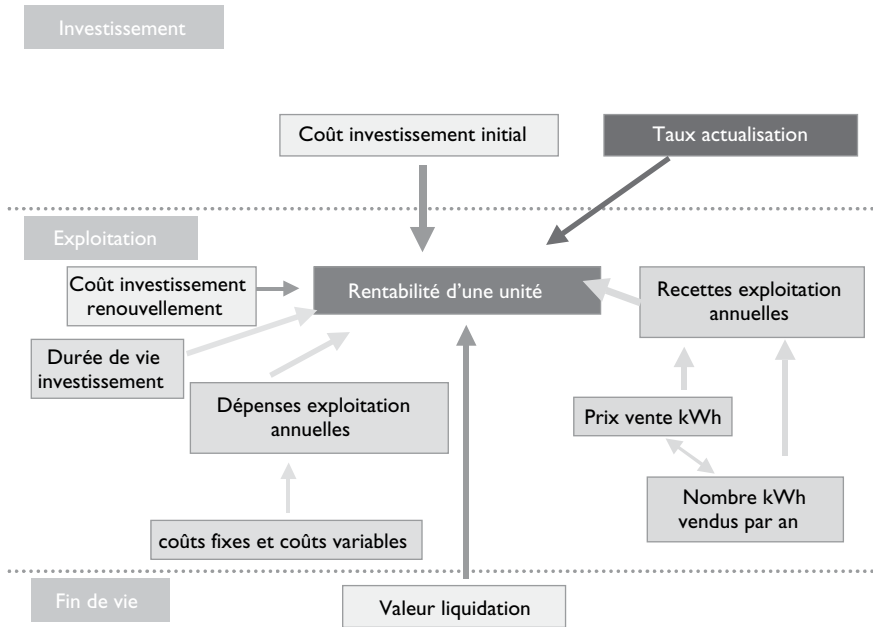 Investissement
Coût investissement initial
Taux actualisation
Exploitation
Coût investissement
renouvellement
Rentabilité d’une unité
Recettes exploitation
annuelles
Durée de vie
investissement
Dépenses exploitation
annuelles
Prix vente kWh
Nombre kWh
vendus par an
coûts fixes et coûts variables
Fin de vie
Valeur liquidation